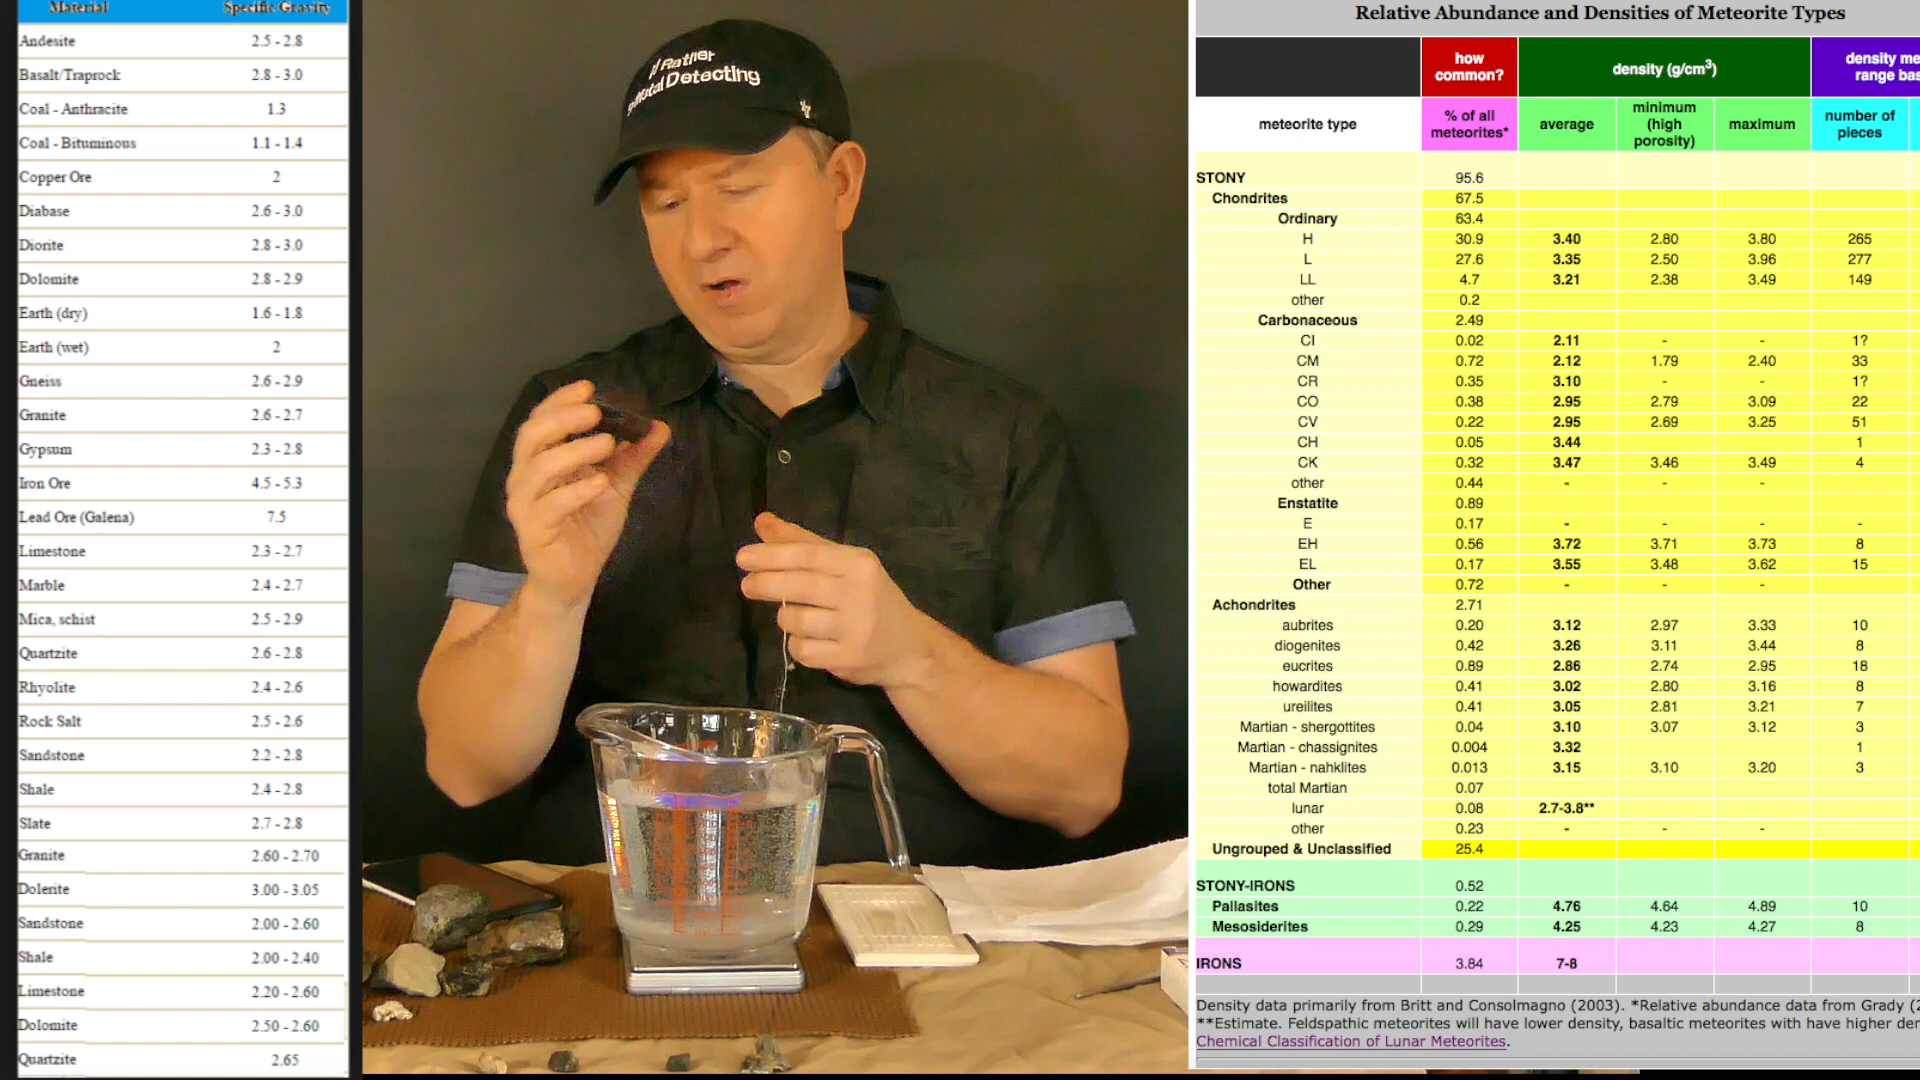 Material Specific Gravity
Andesite 2.5 - 2.8
Basalt/Traprock 2.8 - 3.0
Coal - Anthracite 1.3
Coal - Bituminous 1.1 - 1.4
Copper Ore 2
Diabase 2.6 - 3.0
Diorite 2.8 - 3.0
Dolomite 2.8 - 2.9
Earth (dry) 1.6 - 1.8
Earth (wet) 2
Gneiss 2.6 - 2.9
Granite 2.6 - 2.7
Gypsum 2.3 - 2.8
Iron Ore 4.5 - 5.3
Lead Ore (Galena) 7.5
Limestone 2.3 - 2.7
Marble 2.4 - 2.7
Mica, schist 2.5 - 2.9
Quartzite 2.6 - 2.8
Rhyolite 2.4 - 2.6
Rock Salt 2.5 - 2.6
Sandstone 2.2 - 2.8
Shale 2.4 - 2.8
Slate 2.7 - 2.8
Granite 2.60 - 2.70
Dolerite 3.00 - 3.05
Sandstone 2.00 - 2.60
Shale 2.00 - 2.40
Limestone 2.20 - 2.60
Dolomite 2.50 - 2.60
Quartzite 2.65
Rather
Metal Detecting
Relative Abundance and Densities of Meteorite Types
how common? density (g/cm3) density me
range bas
meteorite type % of all meteorites* average minimum (high porosity) maximum number of pieces
STONY 95.6
Chondrites 67.5
Ordinary 63.4
H 30.9 3.40 2.80 3.80 265
L 27.6 3.35 2.50 3.96 277
LL 4.7 3.21 2.38 3.49 149
other 0.2
Carbonaceous 2.49
CI 0.02 2.11 - - 1?
CM 0.72 2.12 1.79 2.40 33
CR 0.35 3.10 - - 1?
CO 0.38 2.95 2.79 3.09 22
CV 0.22 2.95 2.69 3.25 51
CH 0.05 3.44 1
CK 0.32 3.47 3.46 3.49 4
other 0.44 - - -
Enstatite 0.89
E 0.17 - - - -
EH 0.56 3.72 3.71 3.73 8
EL 0.17 3.55 3.48 3.62 15
Other 0.72 - - -
Achondrites 2.71
aubrites 0.20 3.12 2.97 3.33 10
diogenites 0.42 3.26 3.11 3.44 8
eucrites 0.89 2.86 2.74 2.95 18
howardites 0.41 3.02 2.80 3.16 8
ureilites 0.41 3.05 2.81 3.21 7
Martian - shergottites 0.04 3.10 3.07 3.12 3
Martian - chassignites 0.004 3.32 1
Martian - nahklites 0.013 3.15 3.10 3.20 3
total Martian 0.07
lunar 0.08 2.7-3.8**
other 0.23 - - -
Ungrouped & Unclassified 25.4
STONY-IRONS 0.52
Pallasites 0.22 4.76 4.64 4.89 10
Mesosiderites 0.29 4.25 4.23 4.27 8
IRONS 3.84 7-8
Density data primarily from Britt and Consolmagno (2003). *Relative abundance data from Grady (2
**Estimate. Feldspathic meteorites will have lower density, basaltic meteorites with have higher der
Chemical Classification of Lunar Meteorites.